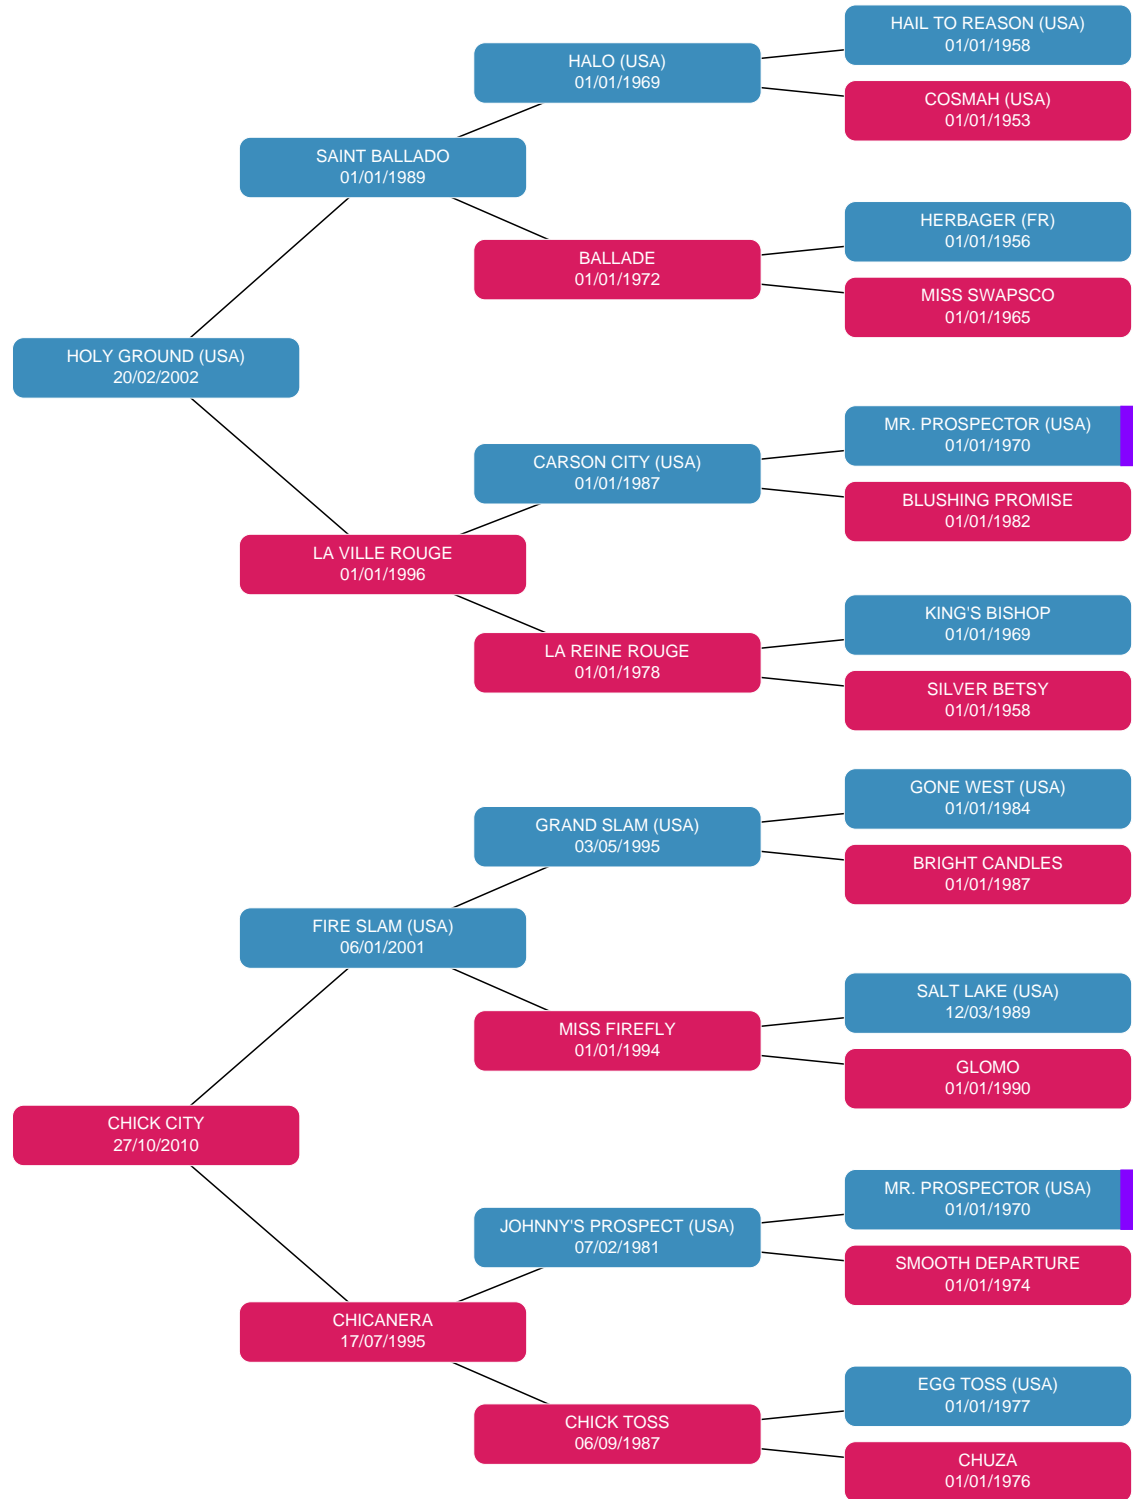 HAIL TO REASON (USA)
01/01/1958
HALO (USA)
01/01/1969
COSMAH (USA)
01/01/1953
SAINT BALLADO
01/01/1989
HERBAGER (FR)
01/01/1956
BALLADE
01/01/1972
MISS SWAPSCO
01/01/1965
HOLY GROUND (USA)
20/02/2002
MR. PROSPECTOR (USA)
01/01/1970
CARSON CITY (USA)
01/01/1987
BLUSHING PROMISE
01/01/1982
LA VILLE ROUGE
01/01/1996
KING'S BISHOP
01/01/1969
LA REINE ROUGE
01/01/1978
SILVER BETSY
01/01/1958
GONE WEST (USA)
01/01/1984
GRAND SLAM (USA)
03/05/1995
BRIGHT CANDLES
01/01/1987
FIRE SLAM (USA)
06/01/2001
SALT LAKE (USA)
12/03/1989
MISS FIREFLY
01/01/1994
GLOMO
01/01/1990
CHICK CITY
27/10/2010
MR. PROSPECTOR (USA)
01/01/1970
JOHNNY'S PROSPECT (USA)
07/02/1981
SMOOTH DEPARTURE
01/01/1974
CHICANERA
17/07/1995
EGG TOSS (USA)
01/01/1977
CHICK TOSS
06/09/1987
CHUZA
01/01/1976